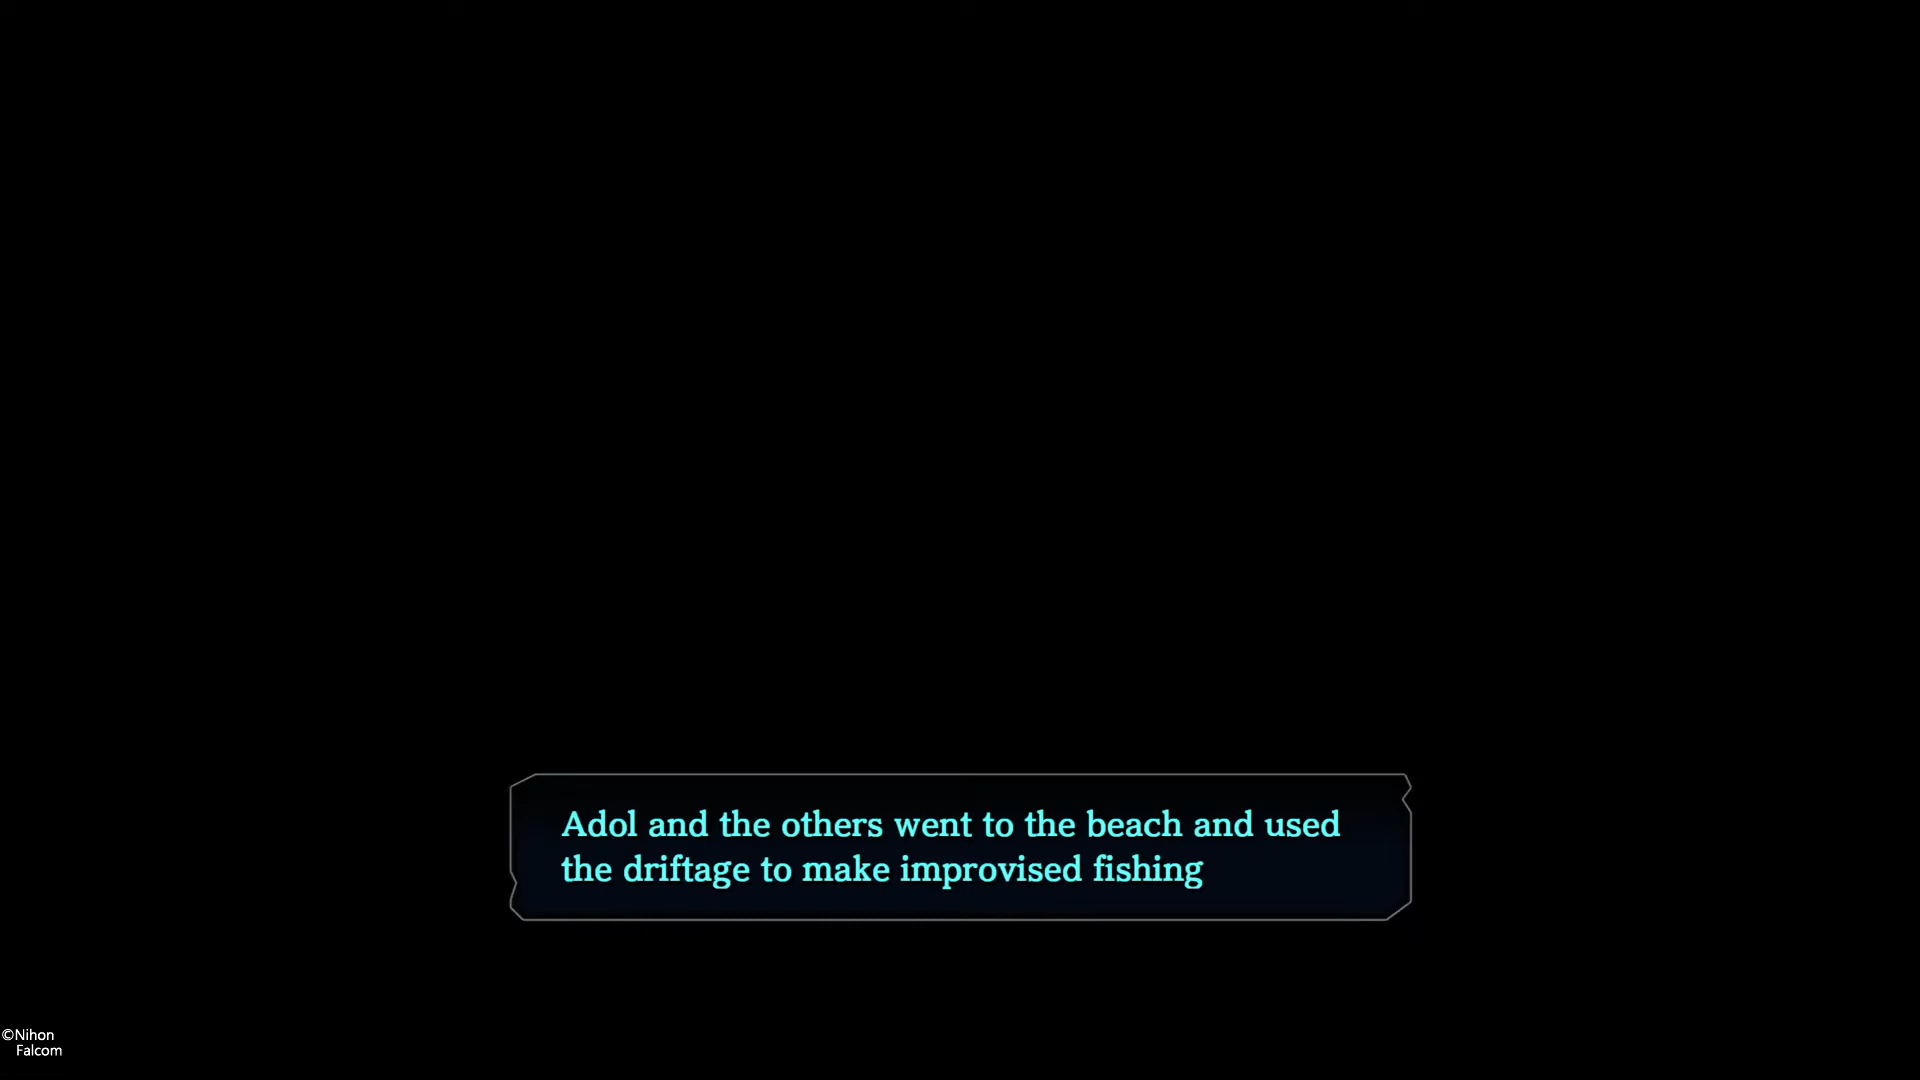 Adol and the others went to the beach and used
the driftage to make improvised fishing
©Nihon
Falcom